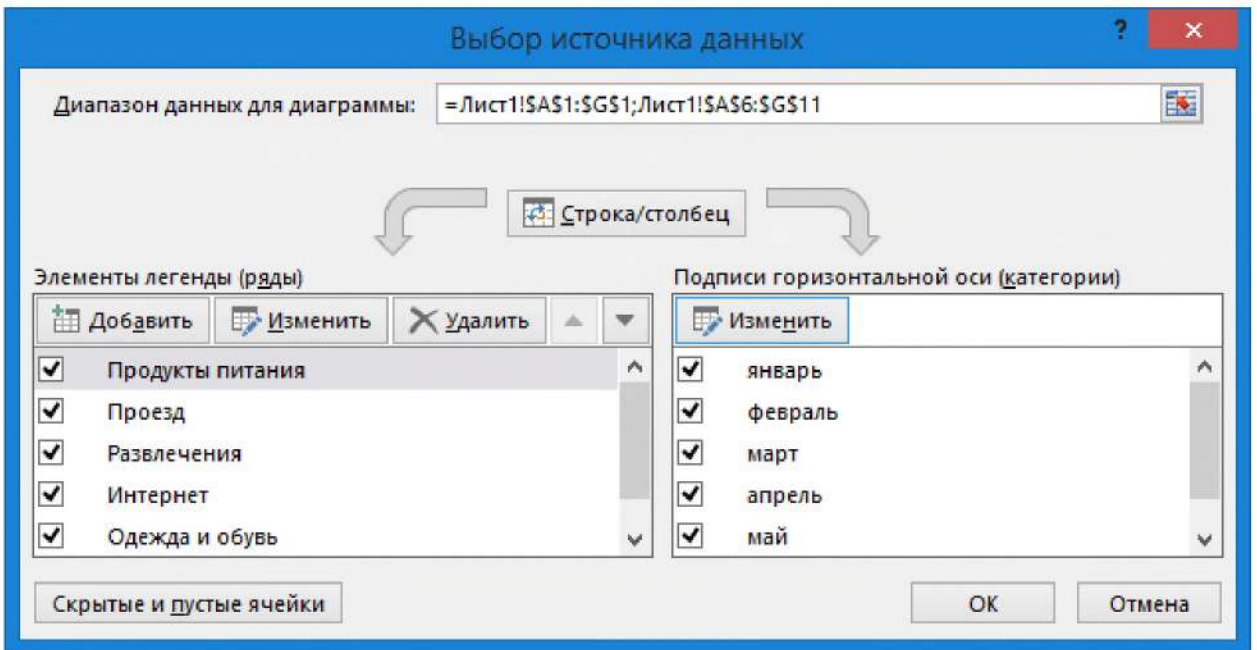 Выбор источника данных
?
Диапазон данных для диаграммы: =Лист1!$A$1:$G$1;Лист1!$A$6:$G$11
Строка/столбец
Элементы легенды (ряды)
Добавить Изменить Удалить
Продукты питания
Проезд
Развлечения
Интернет
Одежда и обувь
Подписи горизонтальной оси (категории)
Изменить
январь
февраль
март
апрель
май
Скрытые и пустые ячейки
ОК Отмена